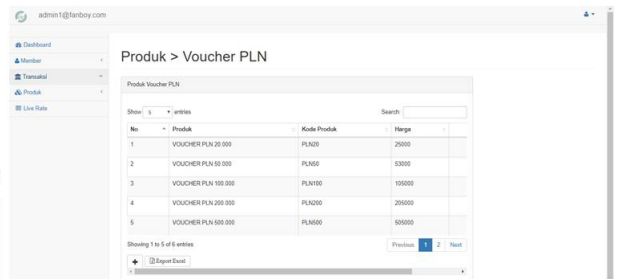 admin1@fanboy.com
Dashboard
Member
Transaksi
Produk
Live Rate
Produk > Voucher PLN
Produk Voucher PLN
Show 5 entries
Search:
No Produk Kode Produk Harga
1 VOUCHER PLN 20.000 PLN20 25000
2 VOUCHER PLN 50.000 PLN50 53000
3 VOUCHER PLN 100.000 PLN100 105000
4 VOUCHER PLN 200.000 PLN200 205000
5 VOUCHER PLN 500.000 PLN500 505000
Showing 1 to 5 of 6 entries
Previous 1 2 Next
+ Export Excel